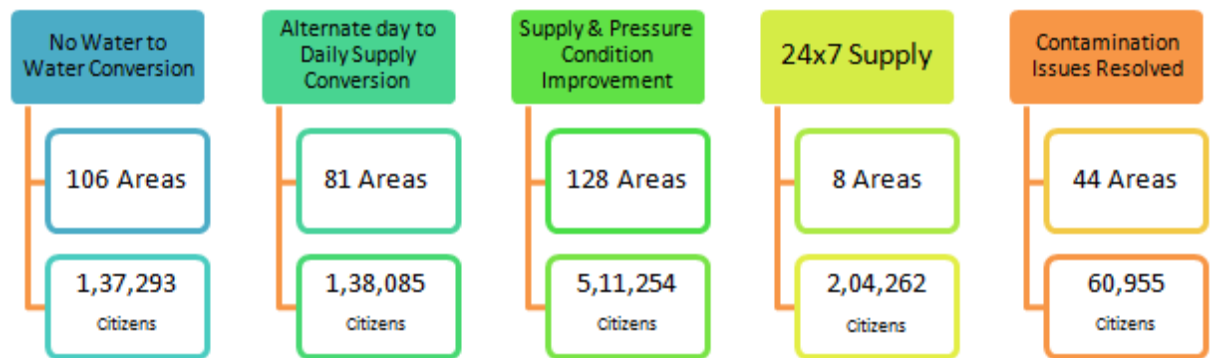 No Water to
Water Conversion
106 Areas
1,37,293
Citizens
Alternate day to
Daily Supply
Conversion
81 Areas
1,38,085
Citizens
Supply & Pressure
Condition
Improvement
128 Areas
5,11,254
Citizens
24x7 Supply
8 Areas
2,04,262
Citizens
Contamination
Issues Resolved
44 Areas
60,955
Citizens